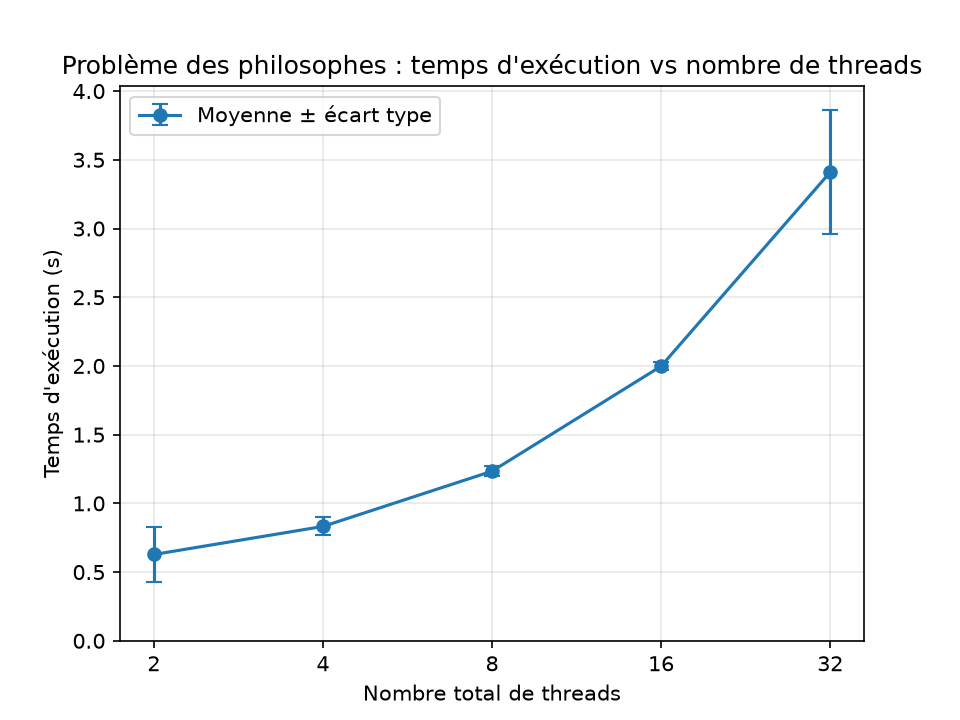 Problème des philosophes : temps d'exécution vs nombre de threads
Moyenne ± écart type
4.0
3.5
3.0
2.5
2.0
1.5
1.0
0.5
0.0
Temps d'exécution (s)
2 4 8 16 32
Nombre total de threads